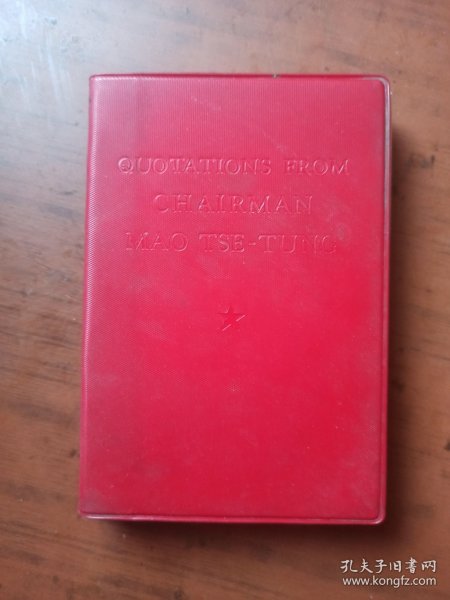 QUOTATIONS FROM
CHAIRMAN
MAO TSE-TUNG
孔夫子旧书网
www.kongfz.com